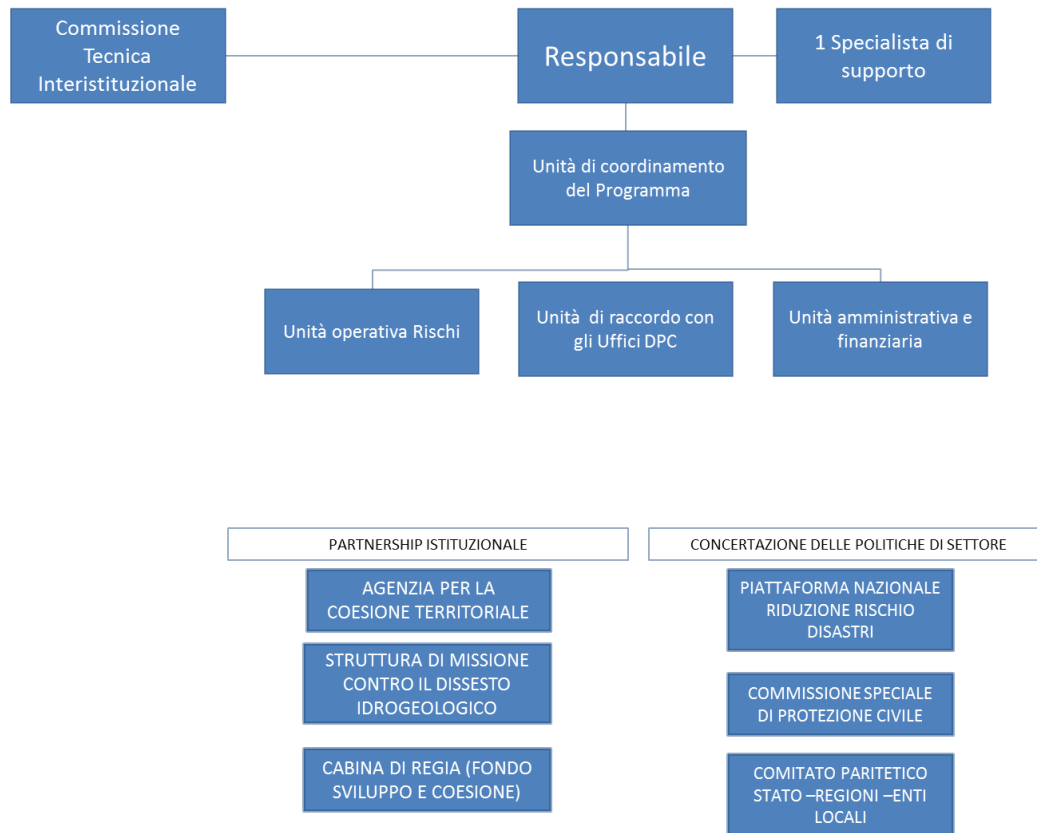 Commissione
Tecnica
Interistituzionale
Responsabile
1 Specialista di
supporto
Unità di coordinamento
del Programma
Unità operativa Rischi
Unità di raccordo con
gli Uffici DPC
Unità amministrativa e
finanziaria
PARTNERSHIP ISTITUZIONALE
AGENZIA PER LA
COESIONE TERRITORIALE
STRUTTURA DI MISSIONE
CONTRO IL DISSESTO
IDROGEOLOGICO
CABINA DI REGIA (FONDO
SVILUPPO E COESIONE)
CONCERTAZIONE DELLE POLITICHE DI SETTORE
PIATTAFORMA NAZIONALE
RIDUZIONE RISCHIO
DISASTRI
COMMISSIONE SPECIALE
DI PROTEZIONE CIVILE
COMITATO PARITETICO
STATO –REGIONI –ENTI
LOCALI